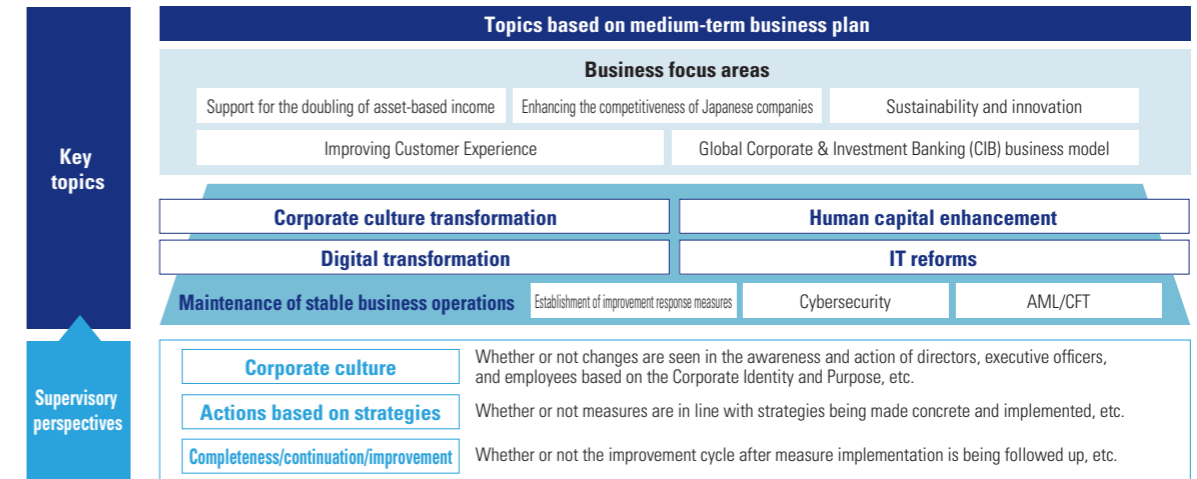 Key
topics
Topics based on medium-term business plan
Business focus areas
Support for the doubling of asset-based income
Enhancing the competitiveness of Japanese companies
Sustainability and innovation
Improving Customer Experience
Global Corporate & Investment Banking (CIB) business model
Corporate culture transformation
Human capital enhancement
Digital transformation
IT reforms
Maintenance of stable business operations
Establishment of improvement response measures
Cybersecurity
AML/CFT
Supervisory
perspectives
Corporate culture
Whether or not changes are seen in the awareness and action of directors, executive officers,
and employees based on the Corporate Identity and Purpose, etc.
Actions based on strategies
Whether or not measures are in line with strategies being made concrete and implemented, etc.
Completeness/continuation/improvement
Whether or not the improvement cycle after measure implementation is being followed up, etc.